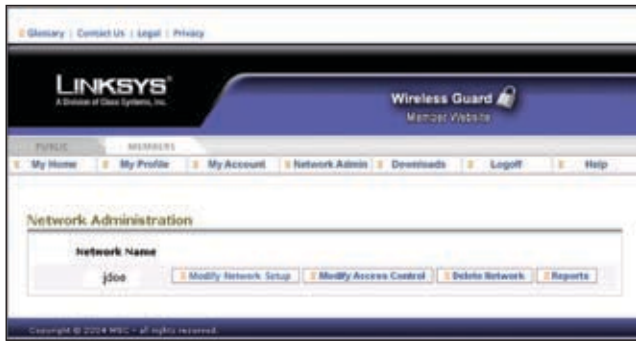 Glossary | Contact Us | Legal | Privacy
LINKSYS®
A Division of Cisco Systems, Inc.
Wireless Guard
Member Website
PUBLIC MEMBERS
My Home My Profile My Account Network Admin Downloads Logoff Help
Network Administration
Network Name
jdoe Modify Network Setup Modify Access Control Delete Network Reports
Copyright © 2004 WSC - all rights reserved.